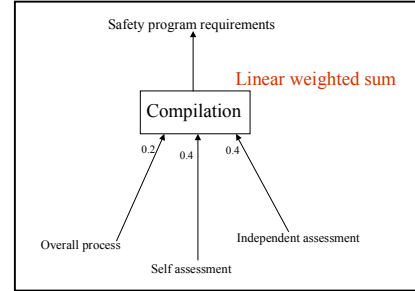 Safety program requirements
Linear weighted sum
Compilation
0.2
0.4
0.4
Overall process
Independent assessment
Self assessment